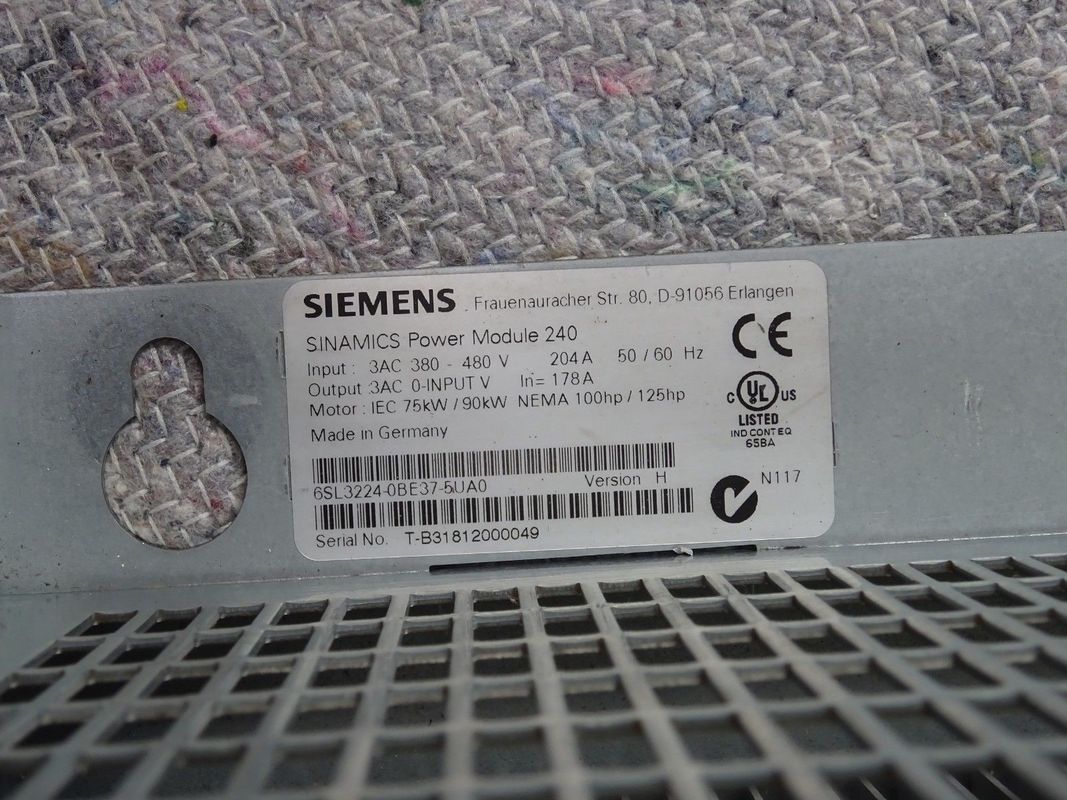 SIEMENS Frauenauracher Str. 80, D-91056 Erlangen
SINAMICS Power Module 240
Input : 3AC 380 - 480 V 204 A 50 / 60 Hz
Output :3AC 0-INPUT V In= 178 A
Motor : IEC 75kW / 90kW NEMA 100hp / 125hp
Made in Germany
CE
C UL US
LISTED
IND CONT EQ
65BA
6SL3224-0BE37-5UA0 Version H
N117
Serial No. T-B31812000049